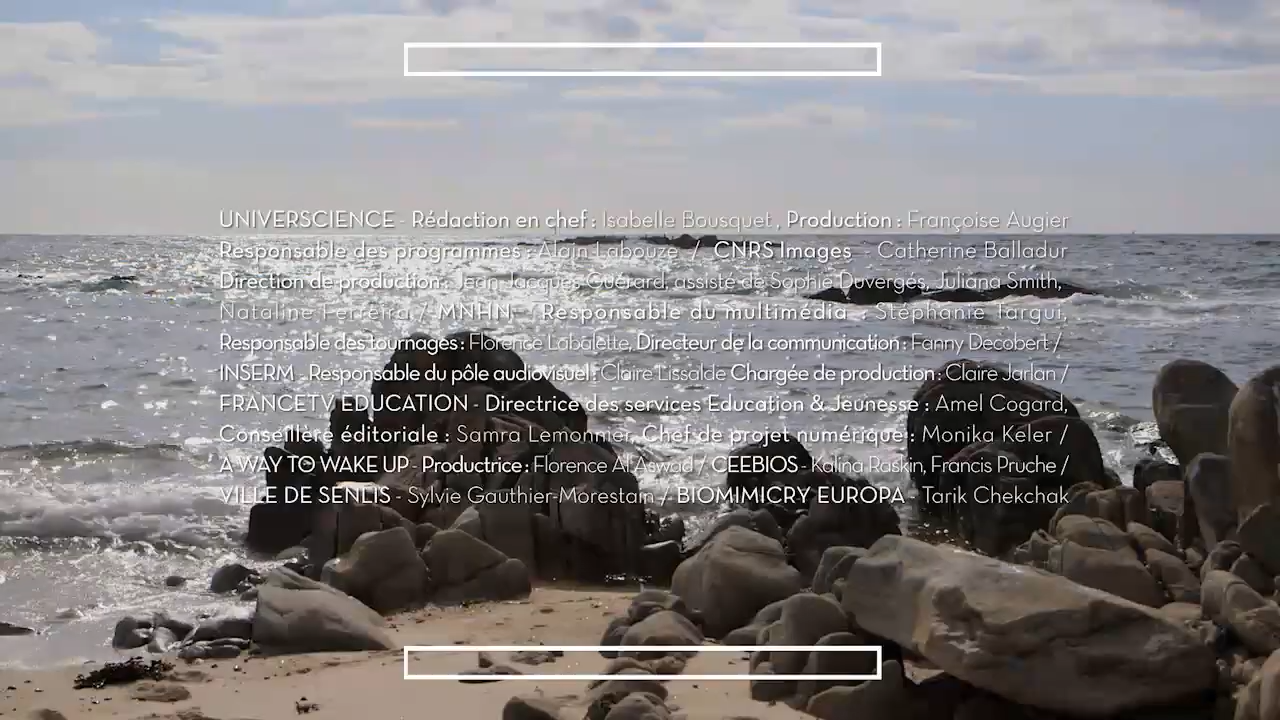 UNIVERSCIENCE - Rédaction en chef : Isabelle Bousquet , Production : Françoise Augier
Responsable des programmes : Alain Labouze / CNRS Images - Catherine Balladur
Direction de production : Jean-Jacques Guérard, assisté de Sophie Duvergés, Juliana Smith,
Nataline Ferreira / MNHN - Responsable du multimédia : Stéphanie Targui,
Responsable des tournages : Florence Labalette, Directeur de la communication : Fanny Decobert /
INSERM - Responsable du pôle audiovisuel : Claire Lissalde Chargée de production : Claire Jarlan /
FRANCETV EDUCATION - Directrice des services Education & Jeunesse : Amel Cogard,
Conseillère éditoriale : Samra Lemonnier, Chef de projet numérique : Monika Keler /
A WAY TO WAKE UP - Productrice : Florence Al Aswad / CEEBIOS - Kalina Raskin, Francis Pruche /
VILLE DE SENLIS - Sylvie Gauthier-Morestain / BIOMIMICRY EUROPA - Tarik Chekchak